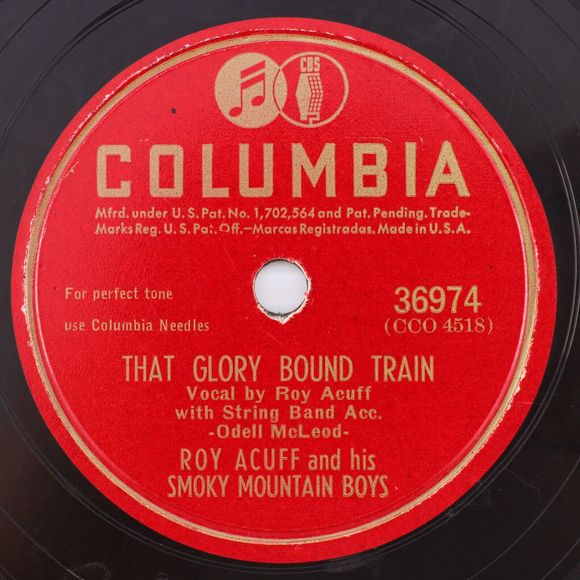 CBS
COLUMBIA
Mfrd. under U.S. Pat. No. 1,702,564 and Pat. Pending. Trade-
Marks Reg. U.S. Pat. Off.—Marcas Registradas. Made in U.S.A.
For perfect tone
use Columbia Needles
36974
(CCO 4518)
THAT GLORY BOUND TRAIN
Vocal by Roy Acuff
with String Band Acc.
-Odell McLeod-
ROY ACUFF and his
SMOKY MOUNTAIN BOYS